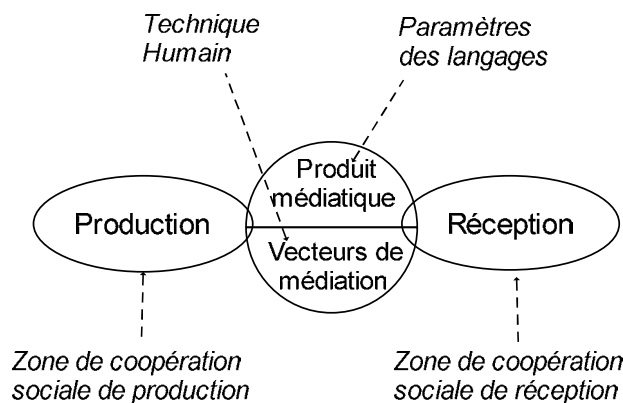 Technique
Humain
Paramètres
des langages
Produit
médiatique
Production
Réception
Vecteurs de
médiation
Zone de coopération
sociale de production
Zone de coopération
sociale de réception